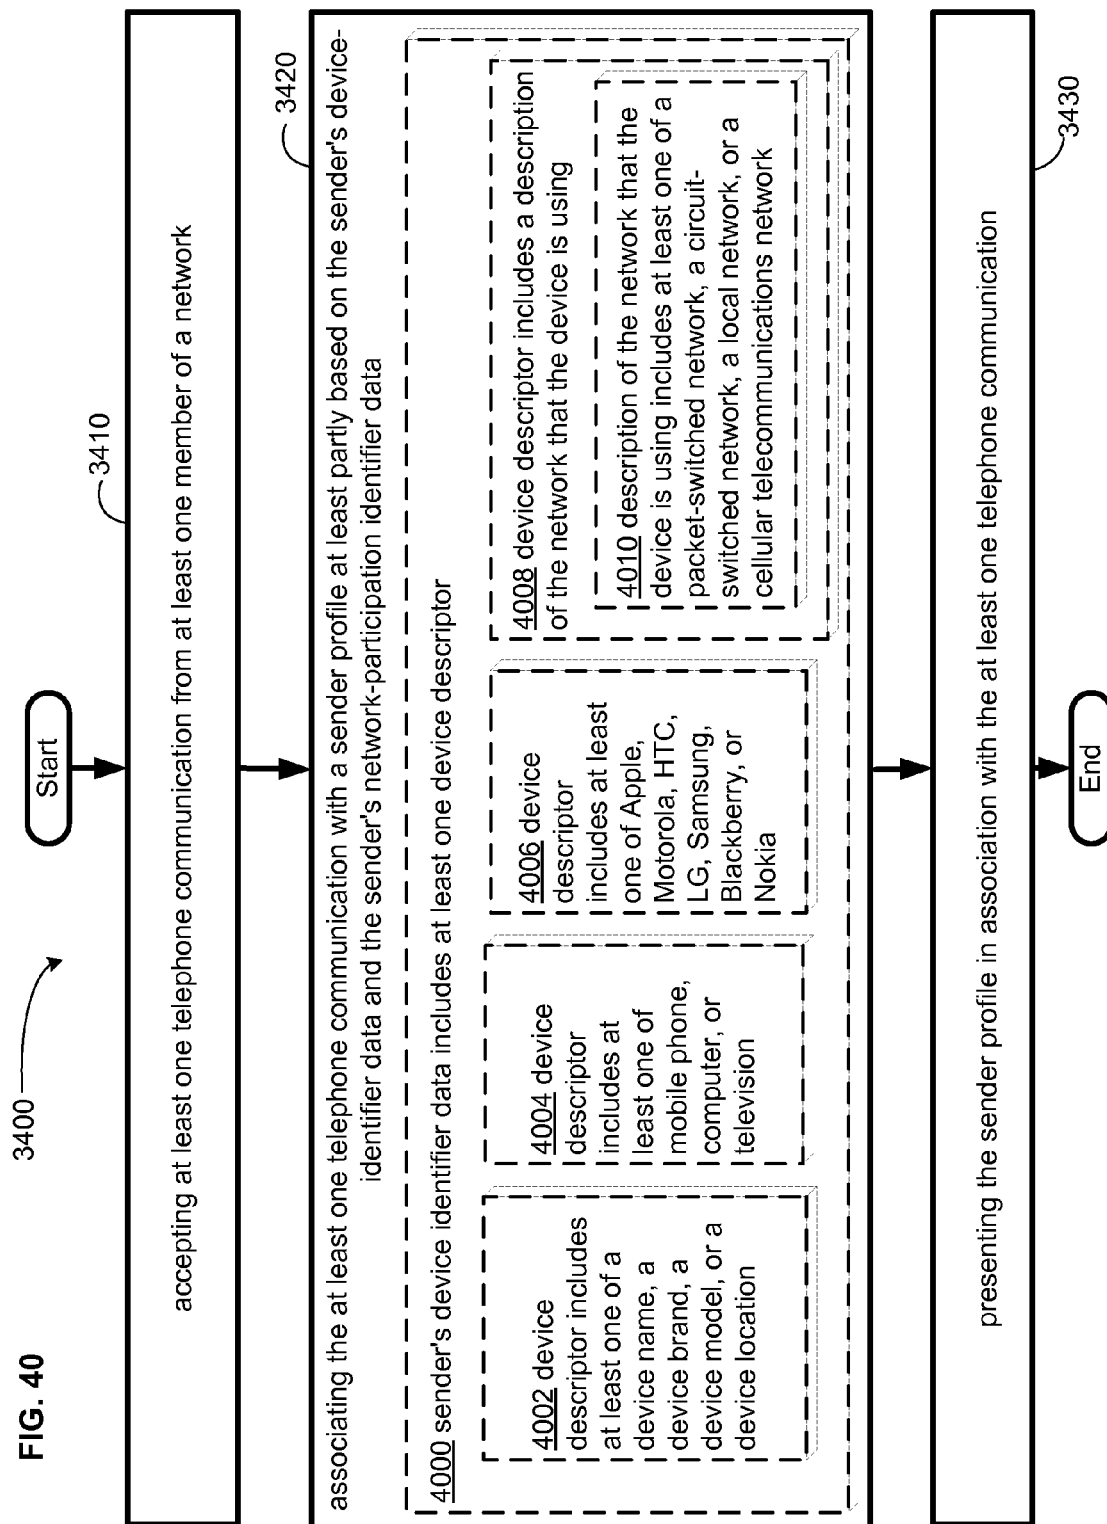 FIG. 40
3400
Start
3410
accepting at least one telephone communication from at least one member of a network
3420
associating the at least one telephone communication with a sender profile at least partly based on the sender's device-
identifier data and the sender's network-participation identifier data
4000 sender's device identifier data includes at least one device descriptor
4002 device
descriptor includes
at least one of a
device name, a
device brand, a
device model, or a
device location
4004 device
descriptor
includes at
least one of
mobile phone,
computer, or
television
4006 device
descriptor
includes at least
one of Apple,
Motorola, HTC,
LG, Samsung,
Blackberry, or
Nokia
4008 device descriptor includes a description
of the network that the device is using
4010 description of the network that the
device is using includes at least one of a
packet-switched network, a circuit-
switched network, a local network, or a
cellular telecommunications network
3430
presenting the sender profile in association with the at least one telephone communication
End